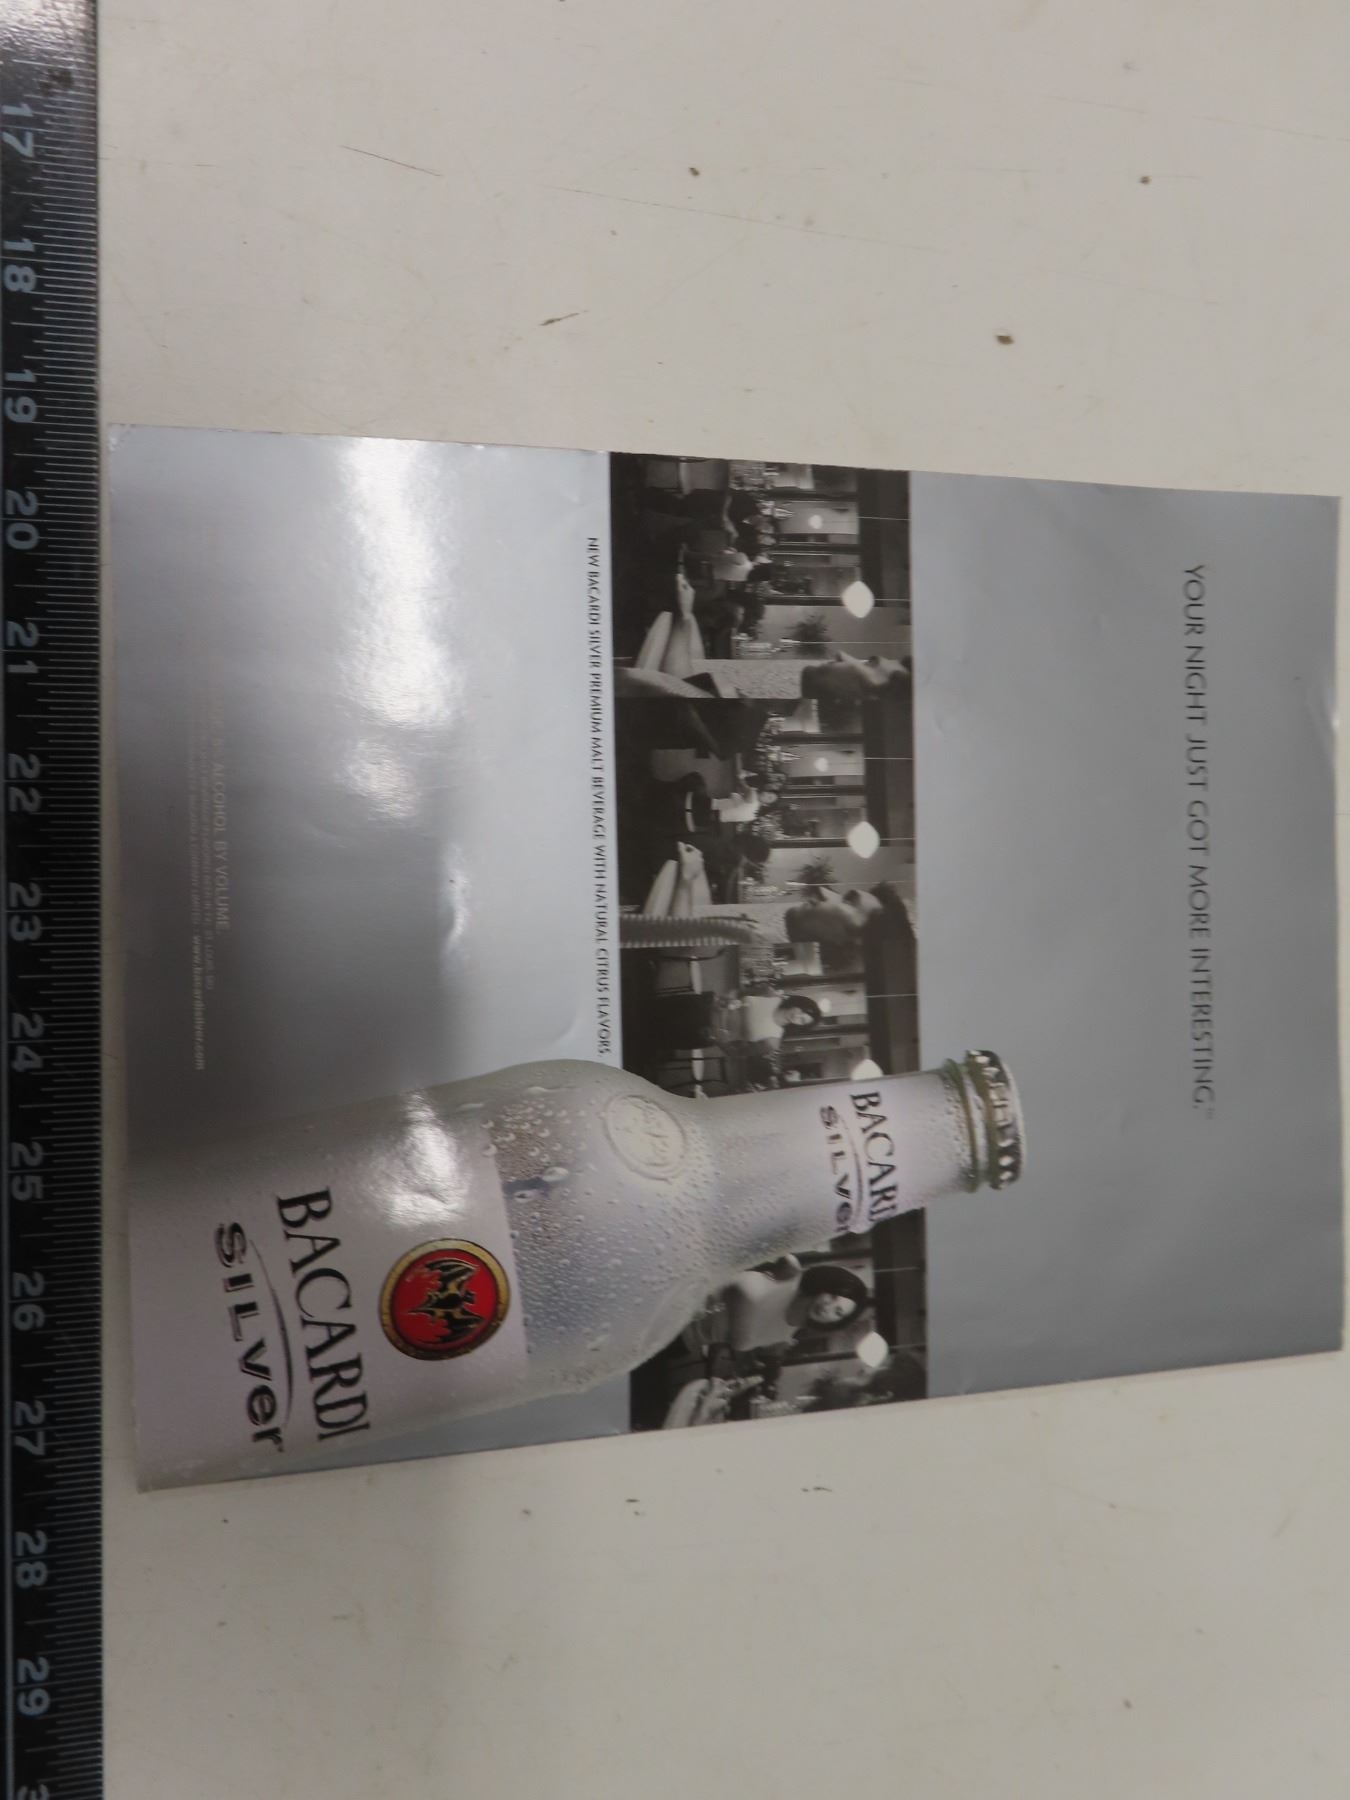 YOUR NIGHT JUST GOT MORE INTERESTING.
BACARDI
SILVER
NEW BACARDI SILVER PREMIUM MALT BEVERAGE WITH NATURAL CITRUS FLAVORS.
BACARDI
SILVER
ALCOHOL BY VOLUME.
www.bacardisilver.com
17
18
19
20
21
22
23
24
25
26
27
28
29